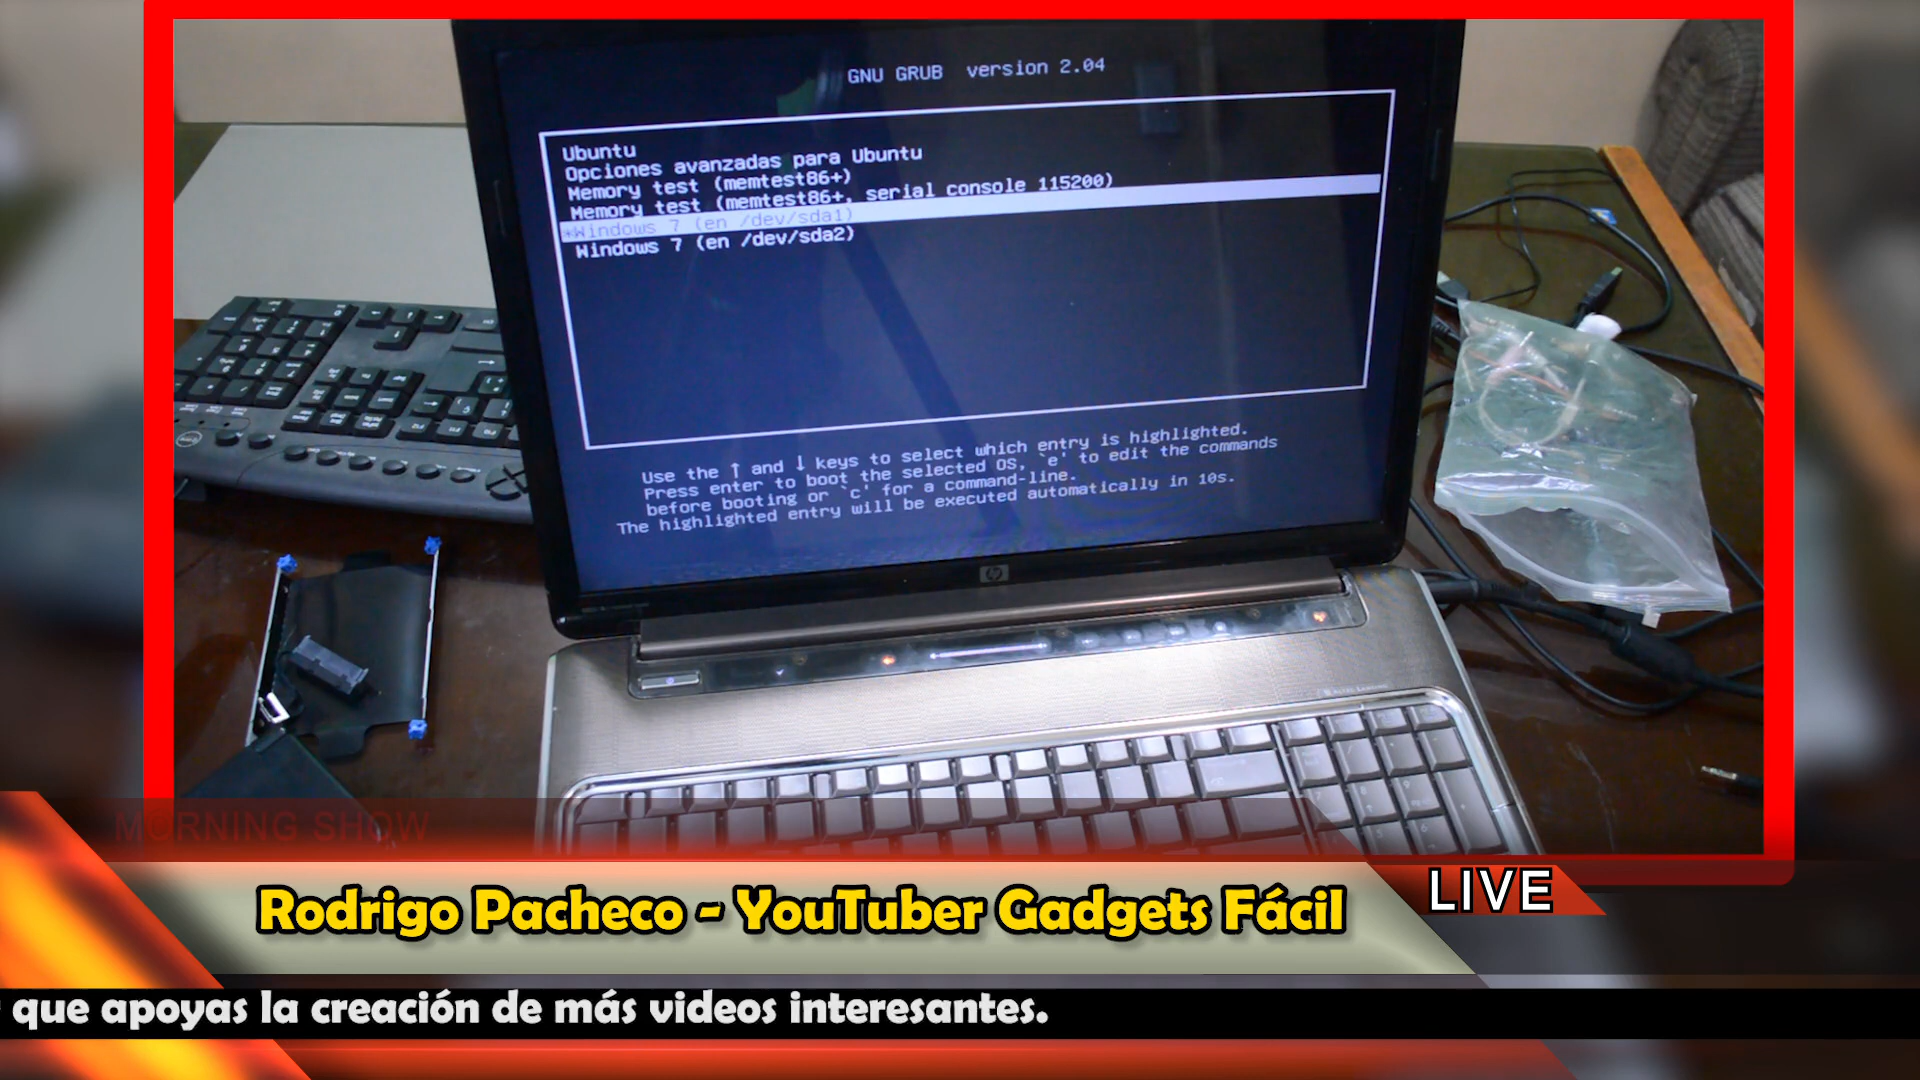 GNU GRUB version 2.04
Ubuntu
Opciones avanzadas para Ubuntu
Memory test (memtest86+)
Memory test (memtest86+, serial console 115200)
*Windows 7 (en /dev/sda1)
Windows 7 (en /dev/sda2)
Use the ↑ and ↓ keys to select which entry is highlighted.
Press enter to boot the selected OS, `e' to edit the commands
before booting or `c' for a command-line.
The highlighted entry will be executed automatically in 10s.
hp
MORNING SHOW
Rodrigo Pacheco - YouTuber Gadgets Fácil
LIVE
que apoyas la creación de más videos interesantes.